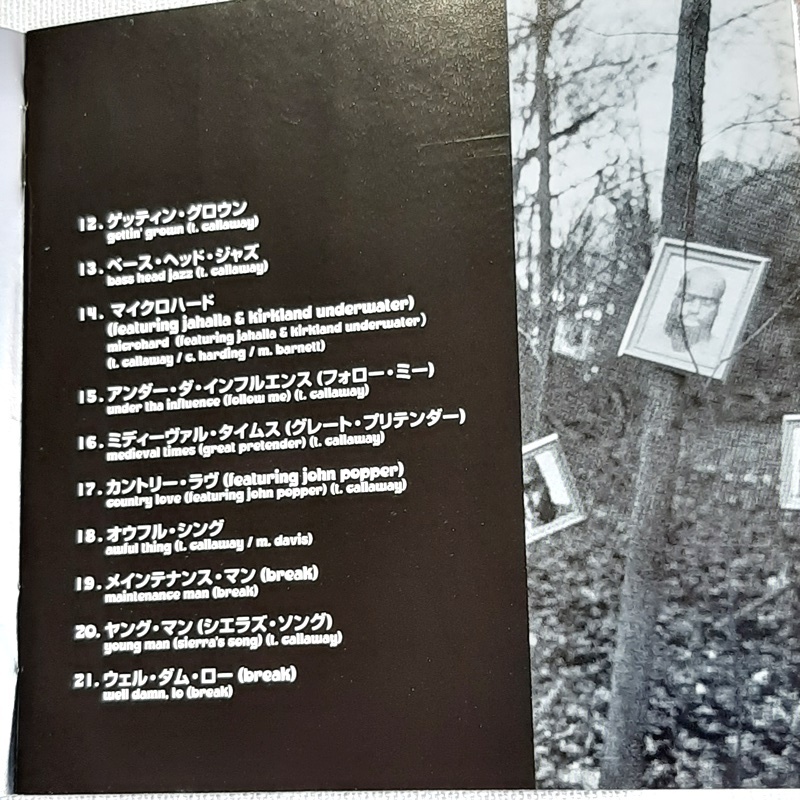 12. ゲッティン・グロウン
gettin' grown (t. callaway)
13. ベース・ヘッド・ジャズ
bass head jazz (t. callaway)
14. マイクロハード
(featuring jahalla & kirkland underwater)
microhard (featuring jahalla & kirkland underwater)
(t. callaway / c. harding / m. barnett)
15. アンダー・ダ・インフルエンス (フォロー・ミー)
under tha influence (follow me) (t. callaway)
16. ミディーヴァル・タイムス (グレート・プリテンダー)
medieval times (great pretender) (t. callaway)
17. カントリー・ラヴ (featuring john popper)
country love (featuring john popper) (t. callaway)
18. オウフル・シング
awful thing (t. callaway / m. davis)
19. メインテナンス・マン (break)
maintenance man (break)
20. ヤング・マン (シエラズ・ソング)
young man (sierra's song) (t. callaway)
21. ウェル・ダム・ロー (break)
well damn, lo (break)